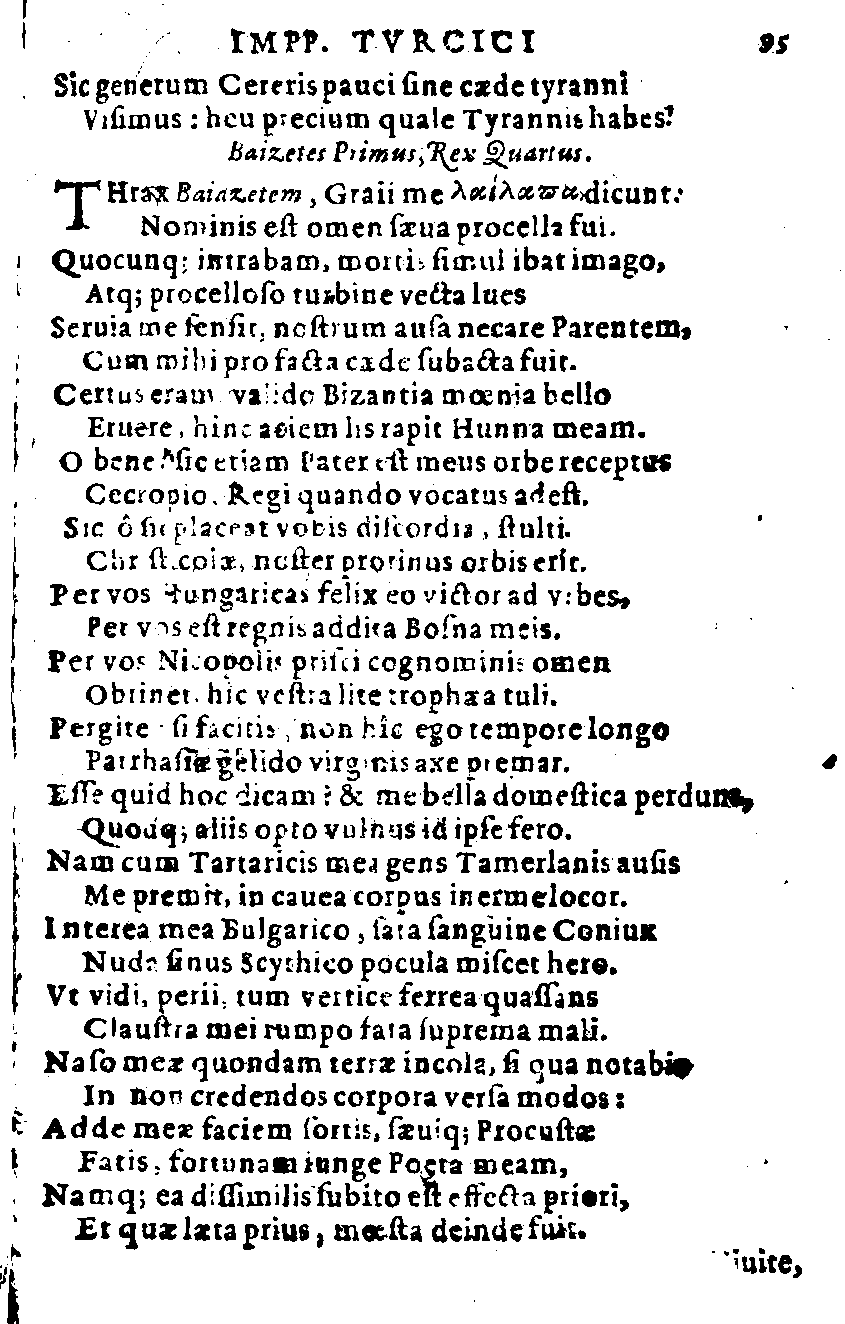 IMPP. TVRCICI 95
Sic generum Cereris pauci ſine cæde tyranni
Viſimus : heu precium quale Tyrannis habes?
Baizetes Primus, Rex Quartus.
THrax Baiazetem, Graii me λαίλαπα dicunt:
Nominis eſt omen ſæua procella fui.
Quocunq; intrabam, mortis ſimul ibat imago,
Atq; procelloſo turbine vecta lues
Seruia me ſenſit, noſtrum auſa necare Parentem,
Cum mihi pro facta cæde ſubacta fuit.
Certus eram valido Bizantia mœnia bello
Eruere, hinc aciem lis rapit Hunna meam.
O bene ſic etiam Pater eſt meus orbe receptus
Cecropio, Regi quando vocatus adeſt.
Sic ô ſic placeat vobis diſcordia, ſtulti.
Chriſticolæ, noſter protinus orbis erit.
Per vos Hungaricas felix eo victor ad vrbes,
Per vos eſt regnis addita Boſna meis.
Per vos Nicopolis priſci cognominis omen
Obtinet, hic veſtra lite trophæa tuli.
Pergite ſi facitis, non hîc ego tempore longo
Parrhaſiæ gelido virginis axe premar.
Eſſe quid hoc dicam? & me bella domeſtica perdunt,
Quodq; aliis opto vulnus id ipſe fero.
Nam cum Tartaricis mea gens Tamerlanis auſis
Me premit, in cauea corpus inerme locor.
Interea mea Bulgarico, ſata ſanguine Coniux
Nuda ſinus Scythico pocula miſcet hero.
Vt vidi, perii, tum vertice ferrea quaſſans
Clauſtra mei rumpo fata ſuprema mali.
Naſo meæ quondam terræ incola, ſi qua notabis
In non credendos corpora verſa modos:
Adde meæ faciem ſortis, ſæuiq; Procuſtæ
Fatis, fortunam iunge Poëta meam,
Namq; ea diſſimilis ſubito eſt effecta priori,
Et quæ læta prius, mœſta deinde fuit.